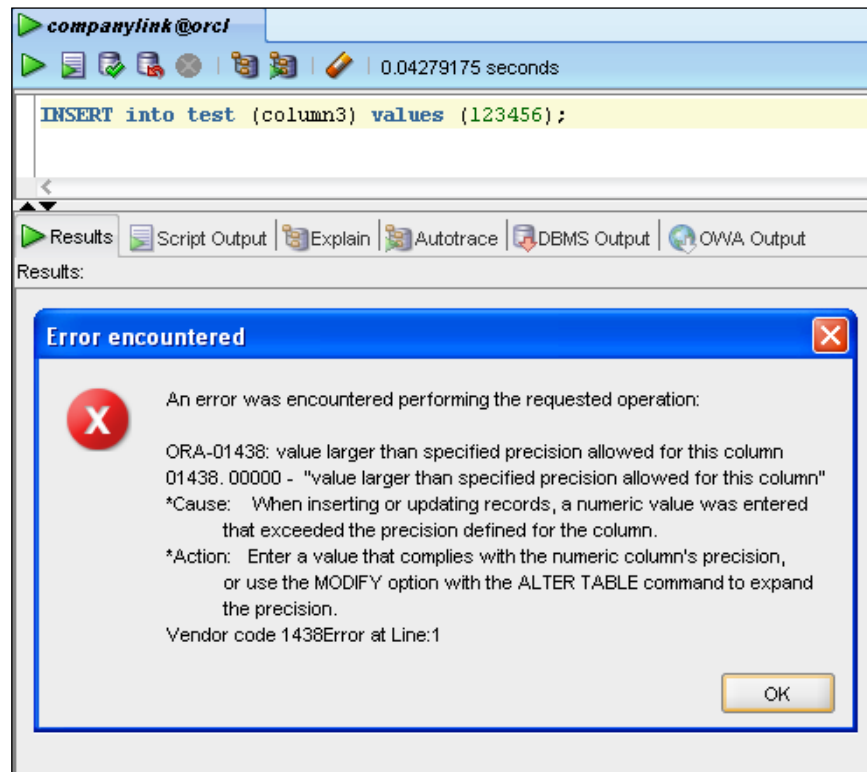 companylink@orcl
0.04279175 seconds
INSERT into test (column3) values (123456);
Results Script Output Explain Autotrace DBMS Output OWA Output
Results:
Error encountered
An error was encountered performing the requested operation:
ORA-01438: value larger than specified precision allowed for this column
01438. 00000 - "value larger than specified precision allowed for this column"
*Cause: When inserting or updating records, a numeric value was entered
that exceeded the precision defined for the column.
*Action: Enter a value that complies with the numeric column's precision,
or use the MODIFY option with the ALTER TABLE command to expand
the precision.
Vendor code 1438Error at Line:1
OK